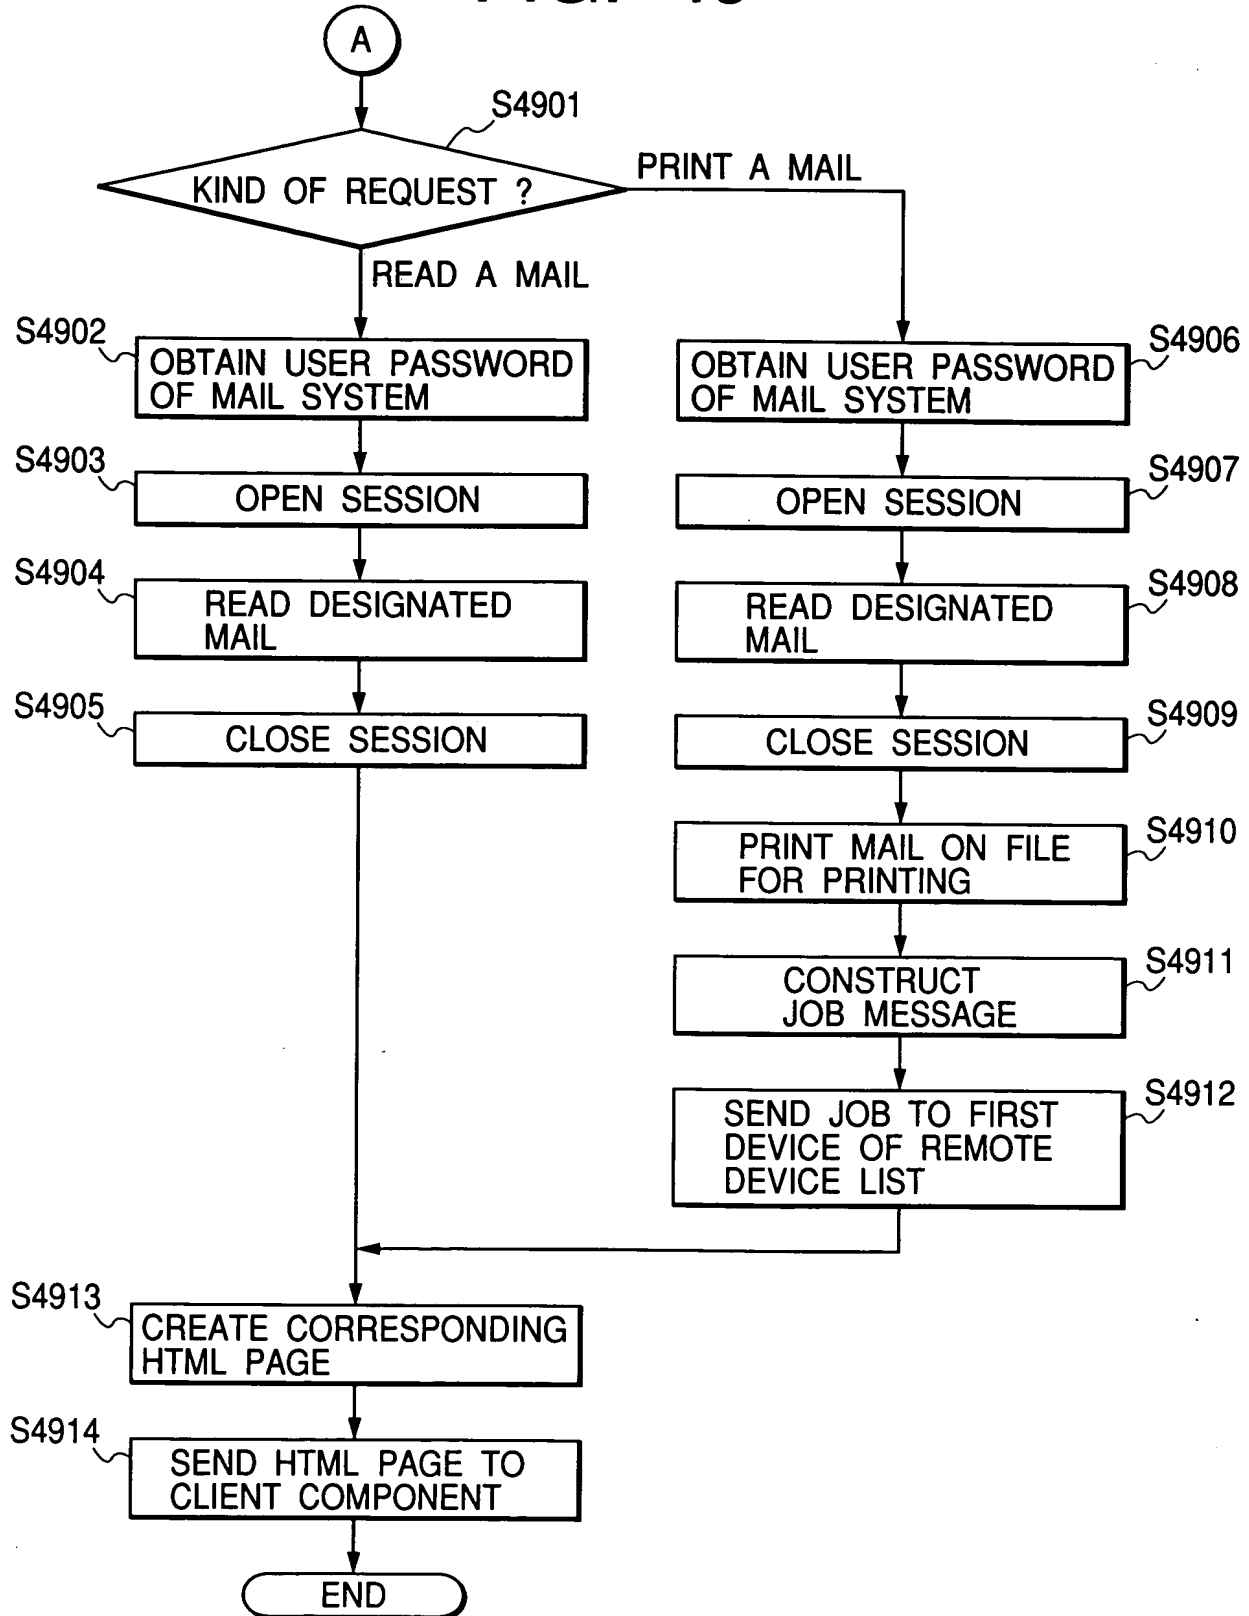 A
S4901
KIND OF REQUEST ?
PRINT A MAIL
READ A MAIL
S4902
OBTAIN USER PASSWORD
OF MAIL SYSTEM
S4903
OPEN SESSION
S4904
READ DESIGNATED
MAIL
S4905
CLOSE SESSION
S4906
OBTAIN USER PASSWORD
OF MAIL SYSTEM
S4907
OPEN SESSION
S4908
READ DESIGNATED
MAIL
S4909
CLOSE SESSION
S4910
PRINT MAIL ON FILE
FOR PRINTING
S4911
CONSTRUCT
JOB MESSAGE
S4912
SEND JOB TO FIRST
DEVICE OF REMOTE
DEVICE LIST
S4913
CREATE CORRESPONDING
HTML PAGE
S4914
SEND HTML PAGE TO
CLIENT COMPONENT
END